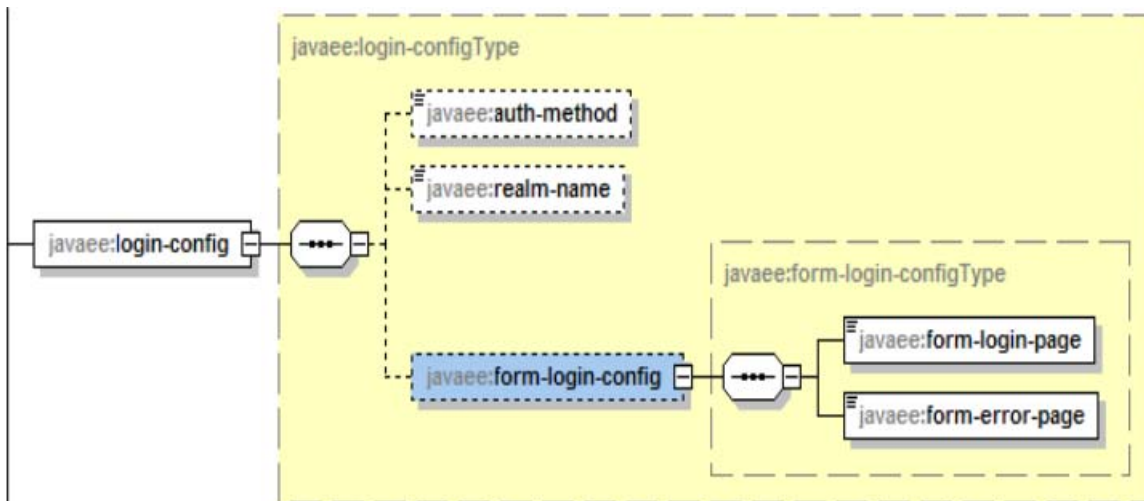 javaee:login-configType
javaee:auth-method
javaee:realm-name
javaee:login-config
javaee:form-login-configType
javaee:form-login-page
javaee:form-login-config
javaee:form-error-page